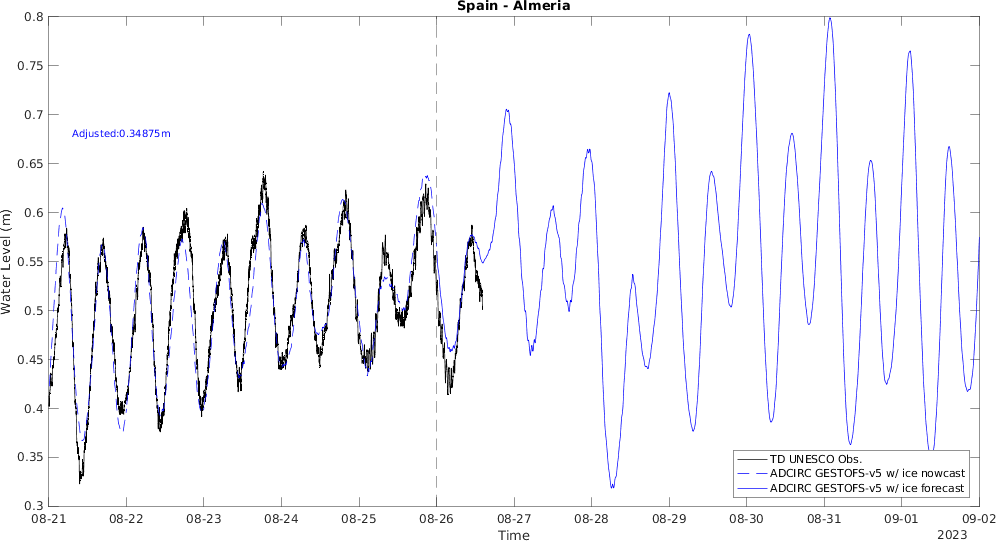 Spain - Almeria
Water Level (m)
0.8
0.75
0.7
0.65
0.6
0.55
0.5
0.45
0.4
0.35
0.3
Adjusted:0.34875m
TD UNESCO Obs.
ADCIRC GESTOFS-v5 w/ ice nowcast
ADCIRC GESTOFS-v5 w/ ice forecast
08-21 08-22 08-23 08-24 08-25 08-26 08-27 08-28 08-29 08-30 08-31 09-01 09-02
Time
2023